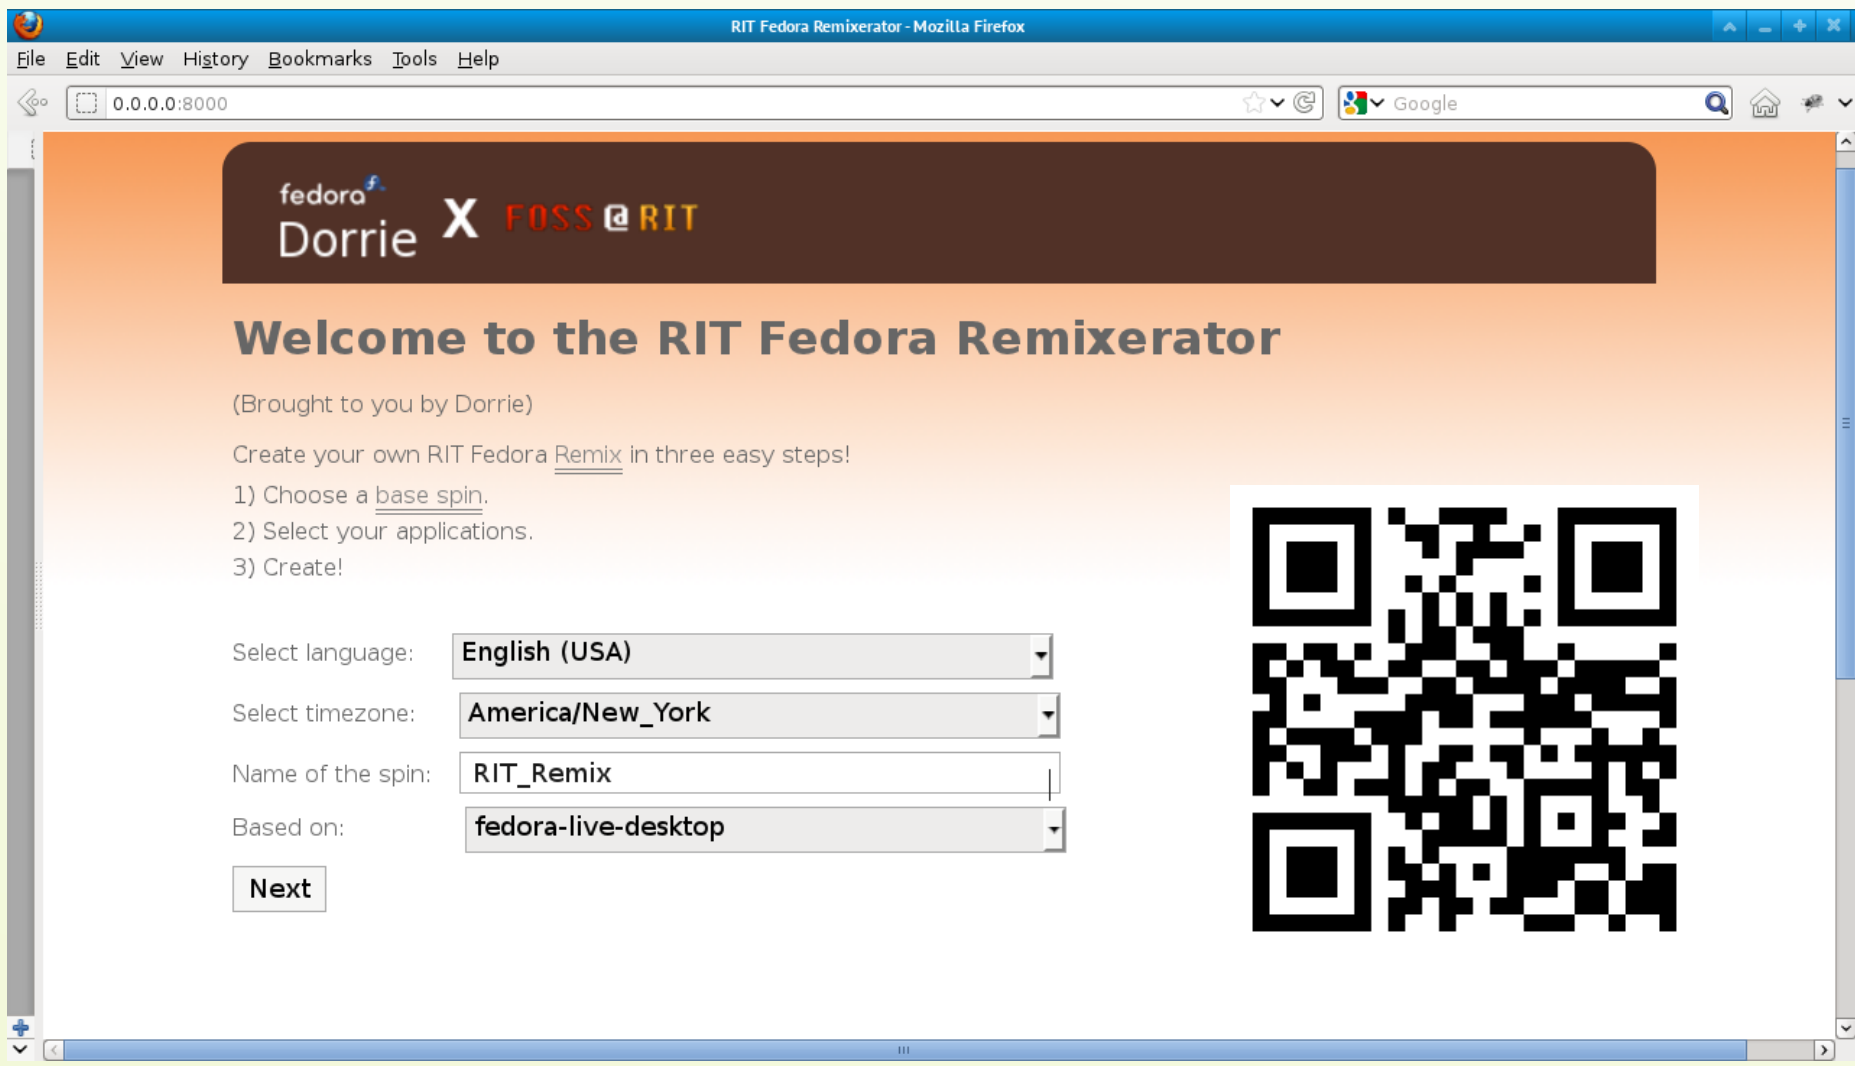 RIT Fedora Remixerator - Mozilla Firefox
File Edit View History Bookmarks Tools Help
0.0.0.0:8000 Google
fedora
Dorrie X FOSS @ RIT
Welcome to the RIT Fedora Remixerator
(Brought to you by Dorrie)
Create your own RIT Fedora Remix in three easy steps!
1) Choose a base spin.
2) Select your applications.
3) Create!
Select language: English (USA)
Select timezone: America/New_York
Name of the spin: RIT_Remix
Based on: fedora-live-desktop
Next